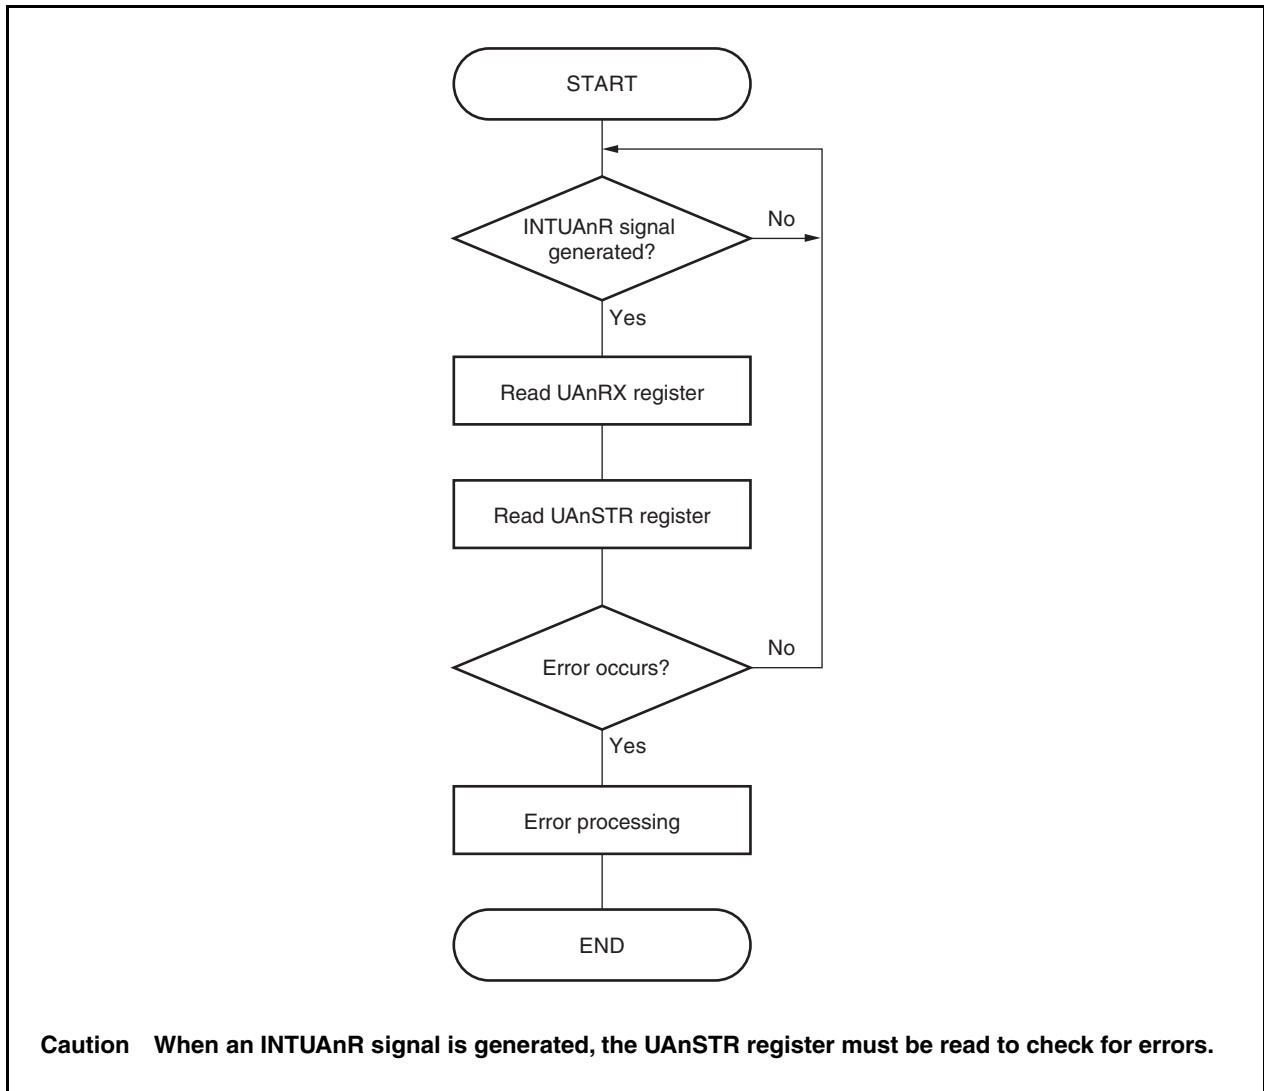 START
INTUAnR signal
generated?
No
Yes
Read UAnRX register
Read UAnSTR register
Error occurs?
No
Yes
Error processing
END
Caution When an INTUAnR signal is generated, the UAnSTR register must be read to check for errors.